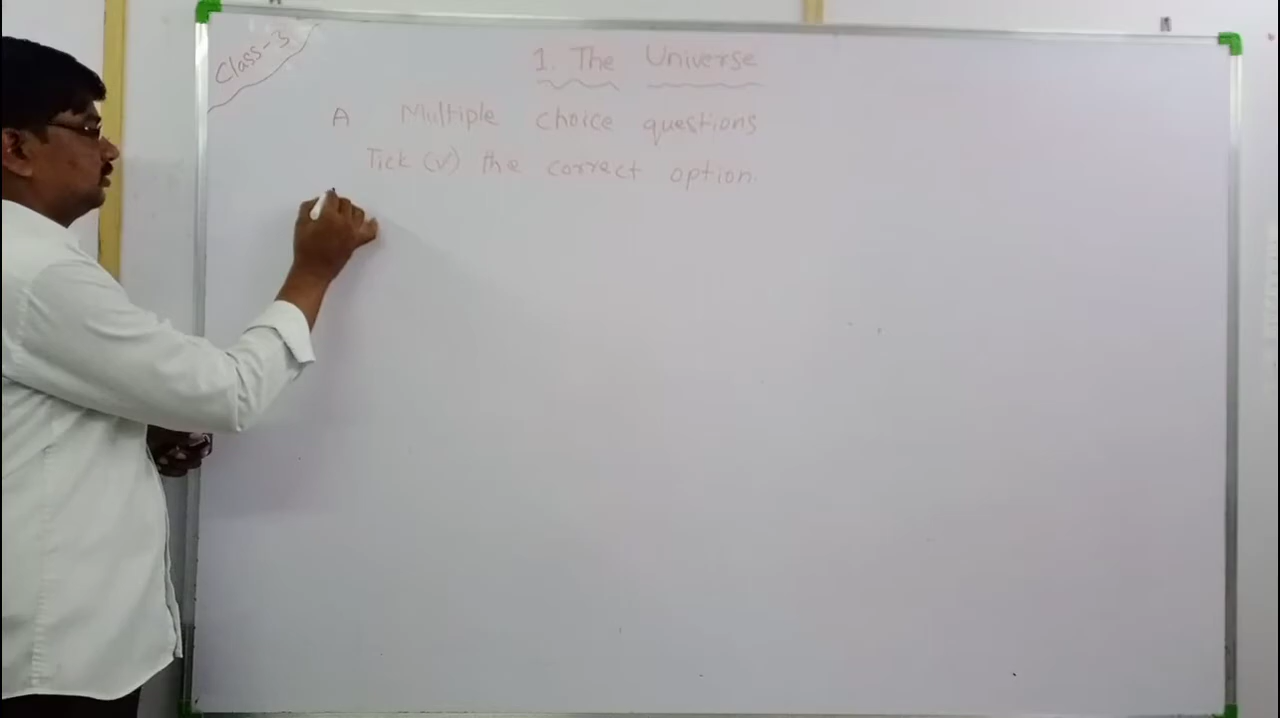 Class-3
1. The Universe
A Multiple choice questions
Tick (√) the correct option.